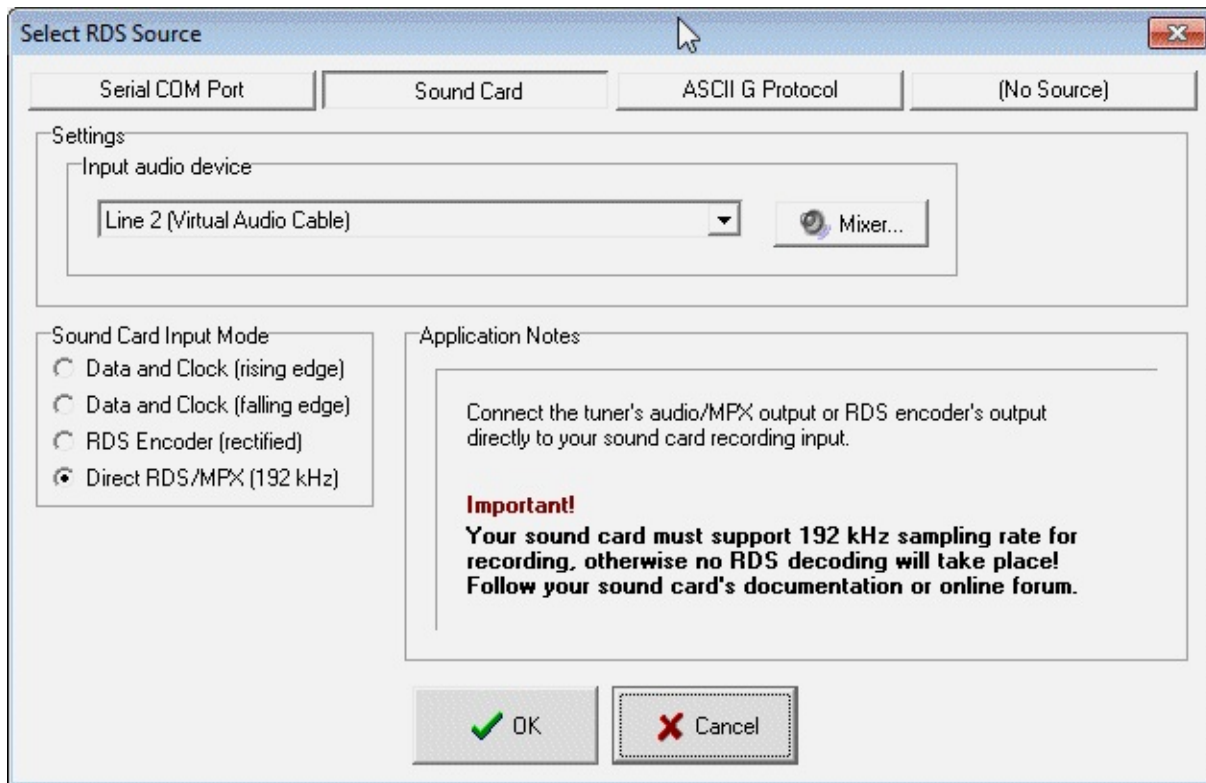 Select RDS Source
Serial COM Port
Sound Card
ASCII G Protocol
(No Source)
Settings
Input audio device
Line 2 (Virtual Audio Cable)
Mixer...
Sound Card Input Mode
Data and Clock (rising edge)
Data and Clock (falling edge)
RDS Encoder (rectified)
Direct RDS/MPX (192 kHz)
Application Notes
Connect the tuner's audio/MPX output or RDS encoder's output
directly to your sound card recording input.
Important!
Your sound card must support 192 kHz sampling rate for
recording, otherwise no RDS decoding will take place!
Follow your sound card's documentation or online forum.
OK
Cancel